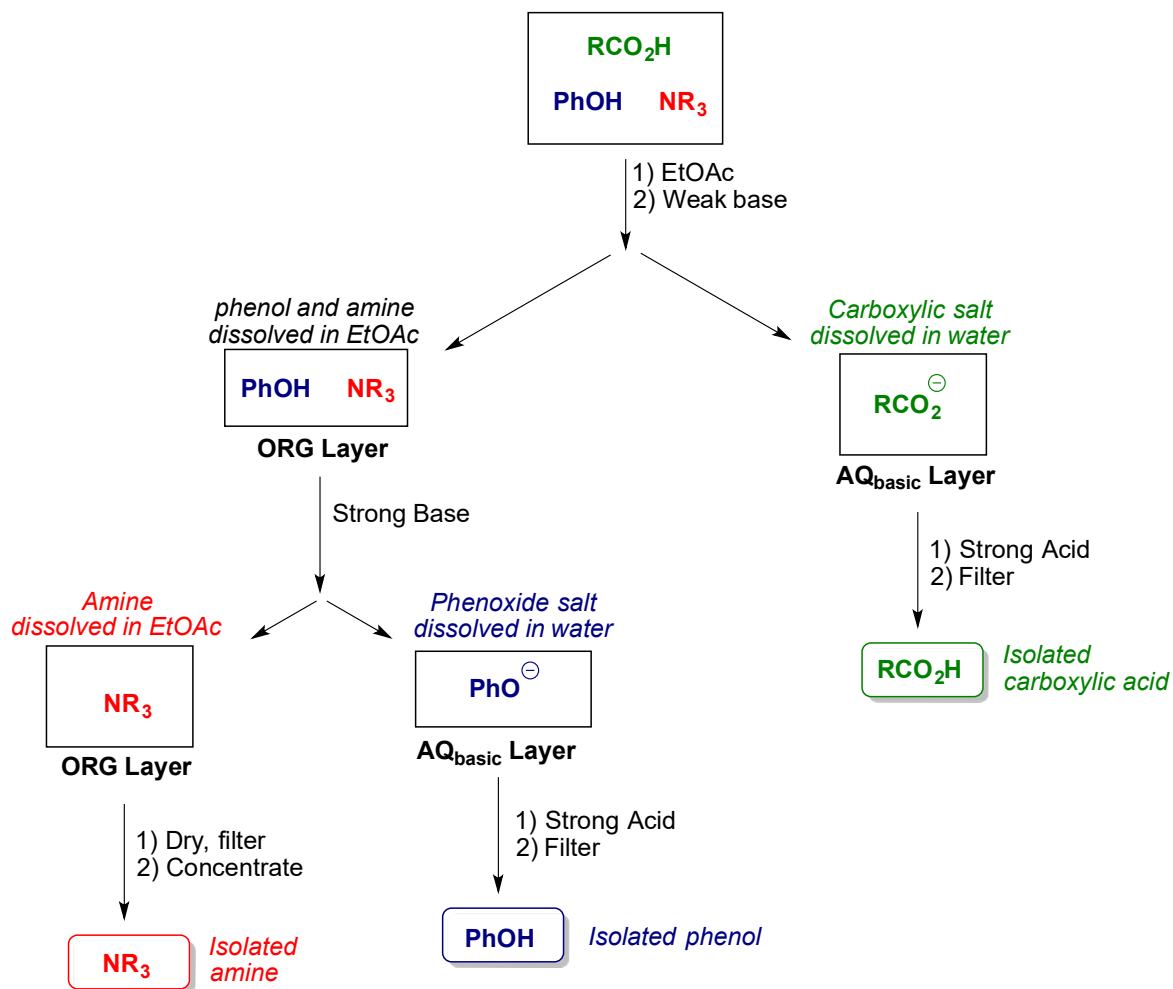 RCO2H
PhOH NR3
1) EtOAc
2) Weak base
phenol and amine
dissolved in EtOAc
PhOH NR3
ORG Layer
Carboxylic salt
dissolved in water
RCO2⊖
AQbasic Layer
Strong Base
1) Strong Acid
2) Filter
Amine
dissolved in EtOAc
NR3
ORG Layer
Phenoxide salt
dissolved in water
PhO⊖
AQbasic Layer
RCO2H
Isolated
carboxylic acid
1) Dry, filter
2) Concentrate
1) Strong Acid
2) Filter
NR3
Isolated
amine
PhOH
Isolated phenol